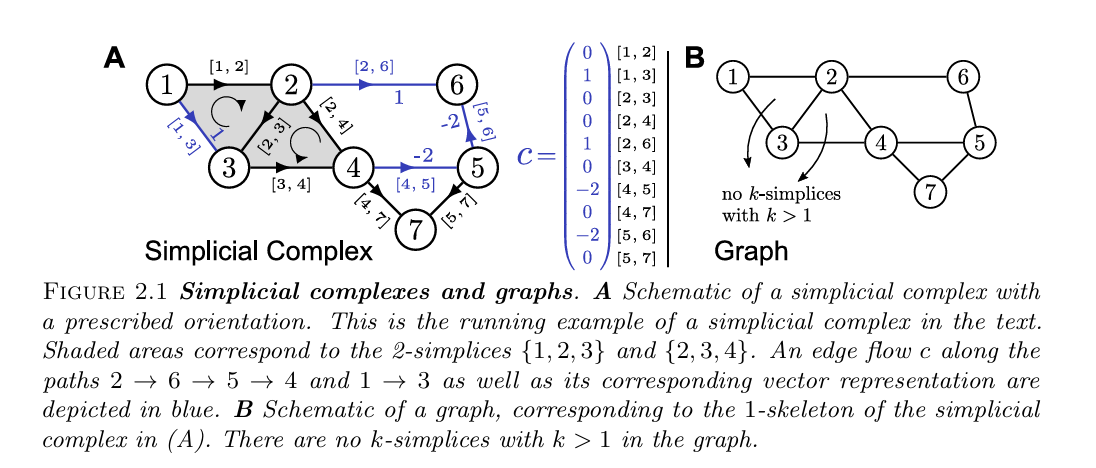 A
B
1
[1, 2]
2
[2, 6]
1
6
[1, 3]
1
[2, 3]
[2, 4]
-2
[5, 6]
3
[3, 4]
4
-2
[4, 5]
5
[4, 7]
[5, 7]
7
Simplicial Complex
c =
0 [1, 2]
1 [1, 3]
0 [2, 3]
0 [2, 4]
1 [2, 6]
0 [3, 4]
−2 [4, 5]
0 [4, 7]
−2 [5, 6]
0 [5, 7]
1
2
6
3
4
5
7
no k-simplices
with k > 1
Graph
FIGURE 2.1 Simplicial complexes and graphs. A Schematic of a simplicial complex with
a prescribed orientation. This is the running example of a simplicial complex in the text.
Shaded areas correspond to the 2-simplices {1, 2, 3} and {2, 3, 4}. An edge flow c along the
paths 2 → 6 → 5 → 4 and 1 → 3 as well as its corresponding vector representation are
depicted in blue. B Schematic of a graph, corresponding to the 1-skeleton of the simplicial
complex in (A). There are no k-simplices with k > 1 in the graph.